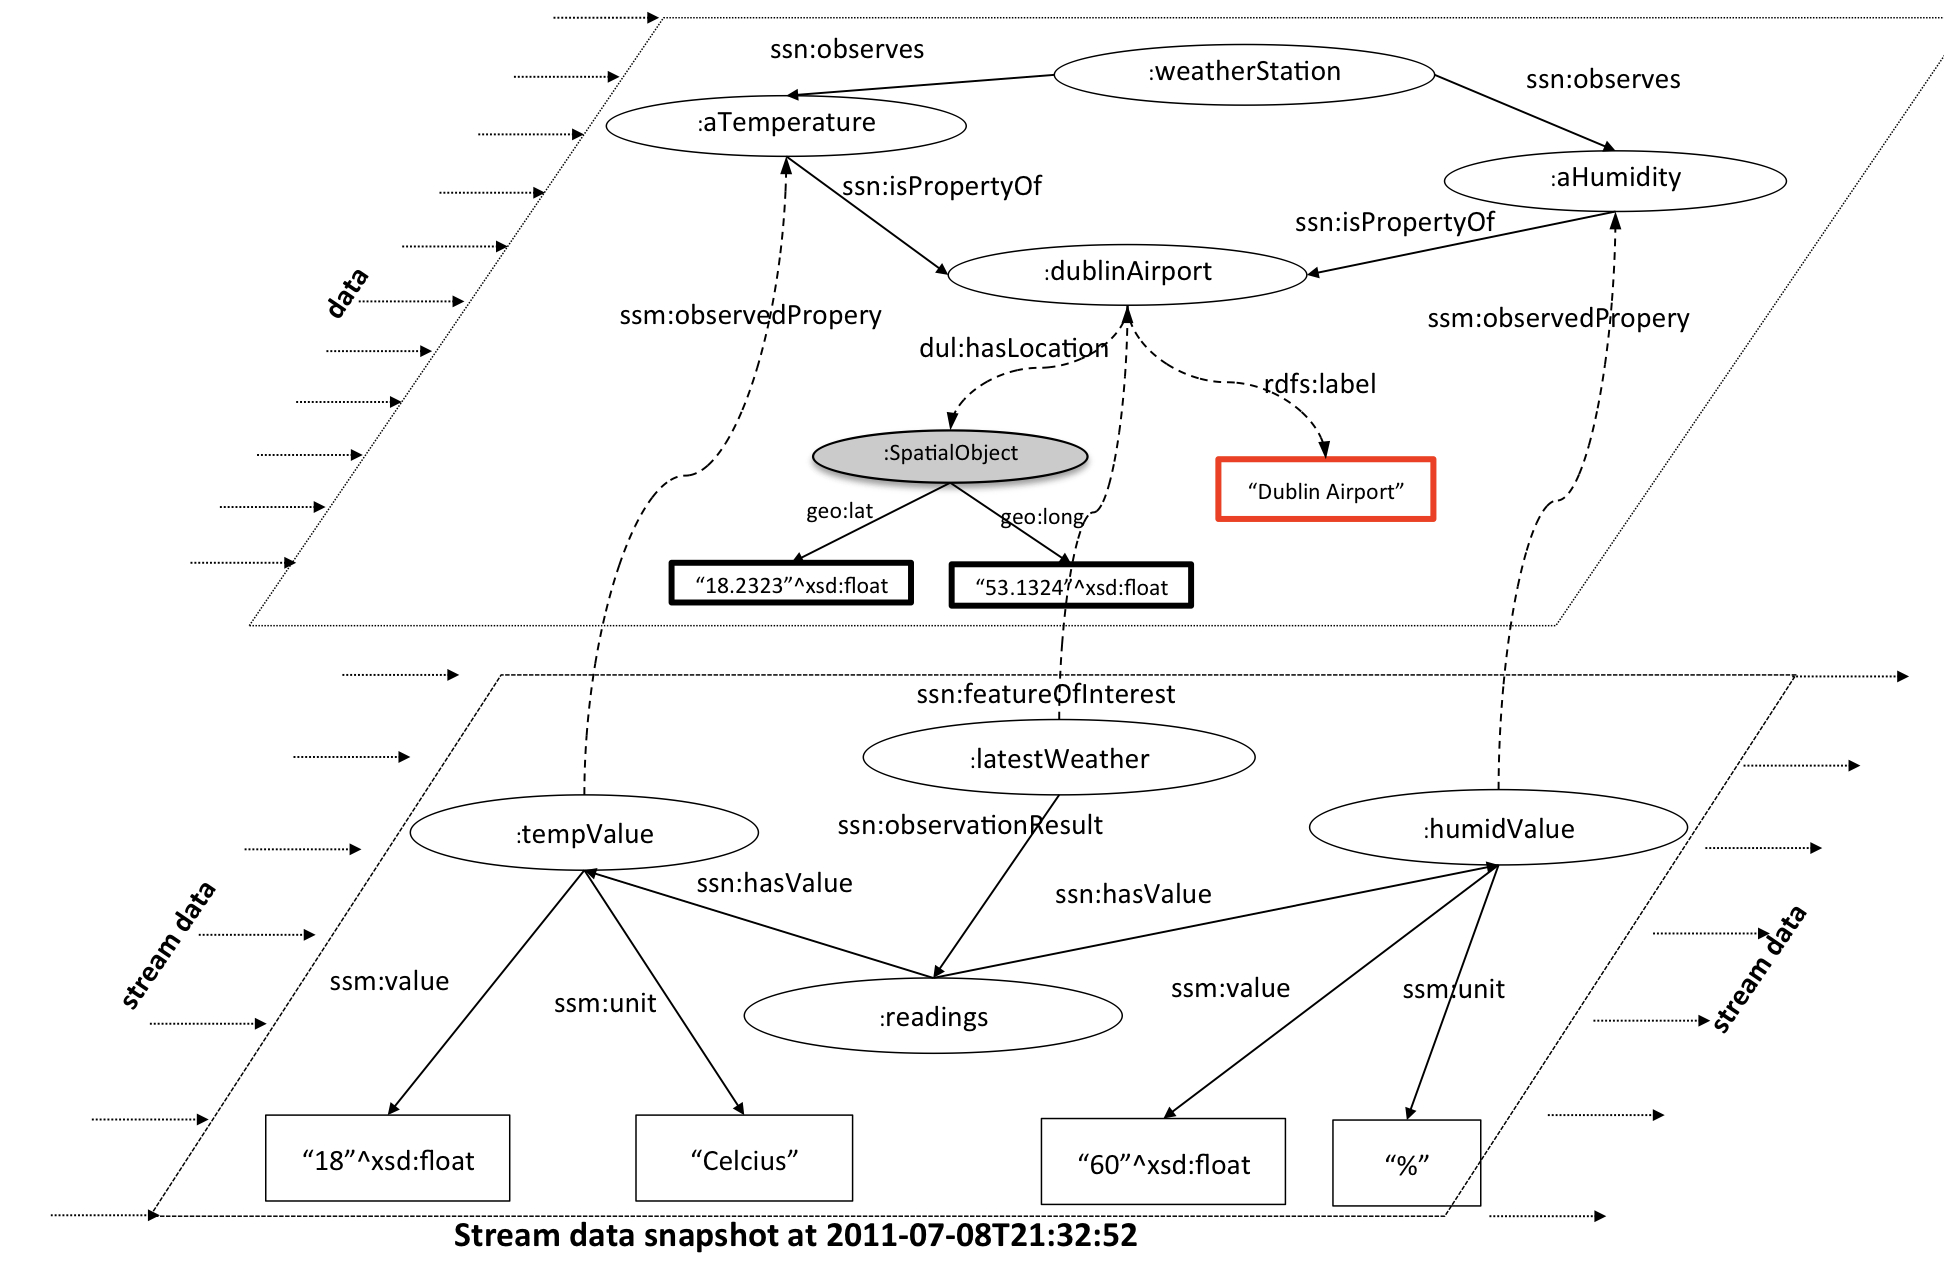 ssn:observes
:weatherStation
ssn:observes
:aTemperature
:aHumidity
ssn:isPropertyOf
ssn:isPropertyOf
:dublinAirport
data
ssm:observedPropery
ssm:observedPropery
dul:hasLocation
rdfs:label
:SpatialObject
“Dublin Airport”
geo:lat
geo:long
“18.2323”^xsd:float
“53.1324”^xsd:float
ssn:featureOfInterest
:latestWeather
ssn:observationResult
:tempValue
:humidValue
ssn:hasValue
ssn:hasValue
stream data
stream data
ssm:value
ssm:unit
ssm:value
ssm:unit
:readings
“18”^xsd:float
“Celcius”
“60”^xsd:float
“%”
Stream data snapshot at 2011-07-08T21:32:52